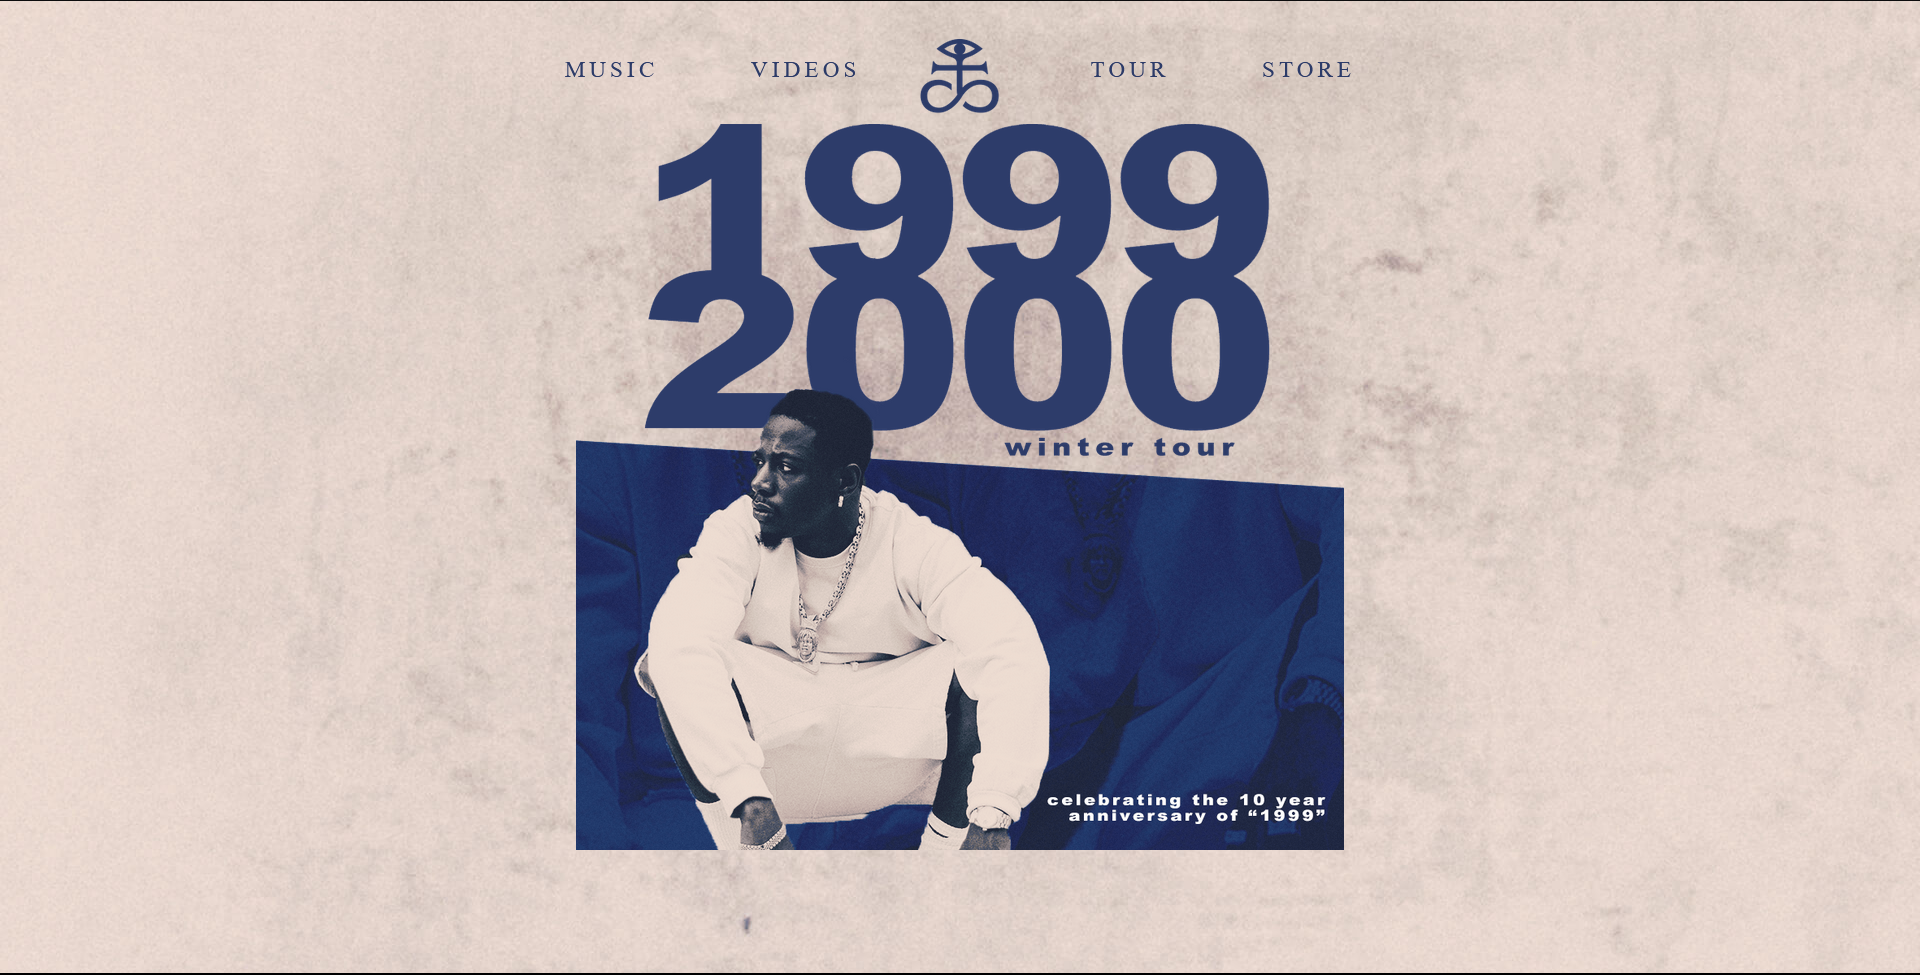 MUSIC VIDEOS TOUR STORE
1999
2000
winter tour
celebrating the 10 year
anniversary of “1999”